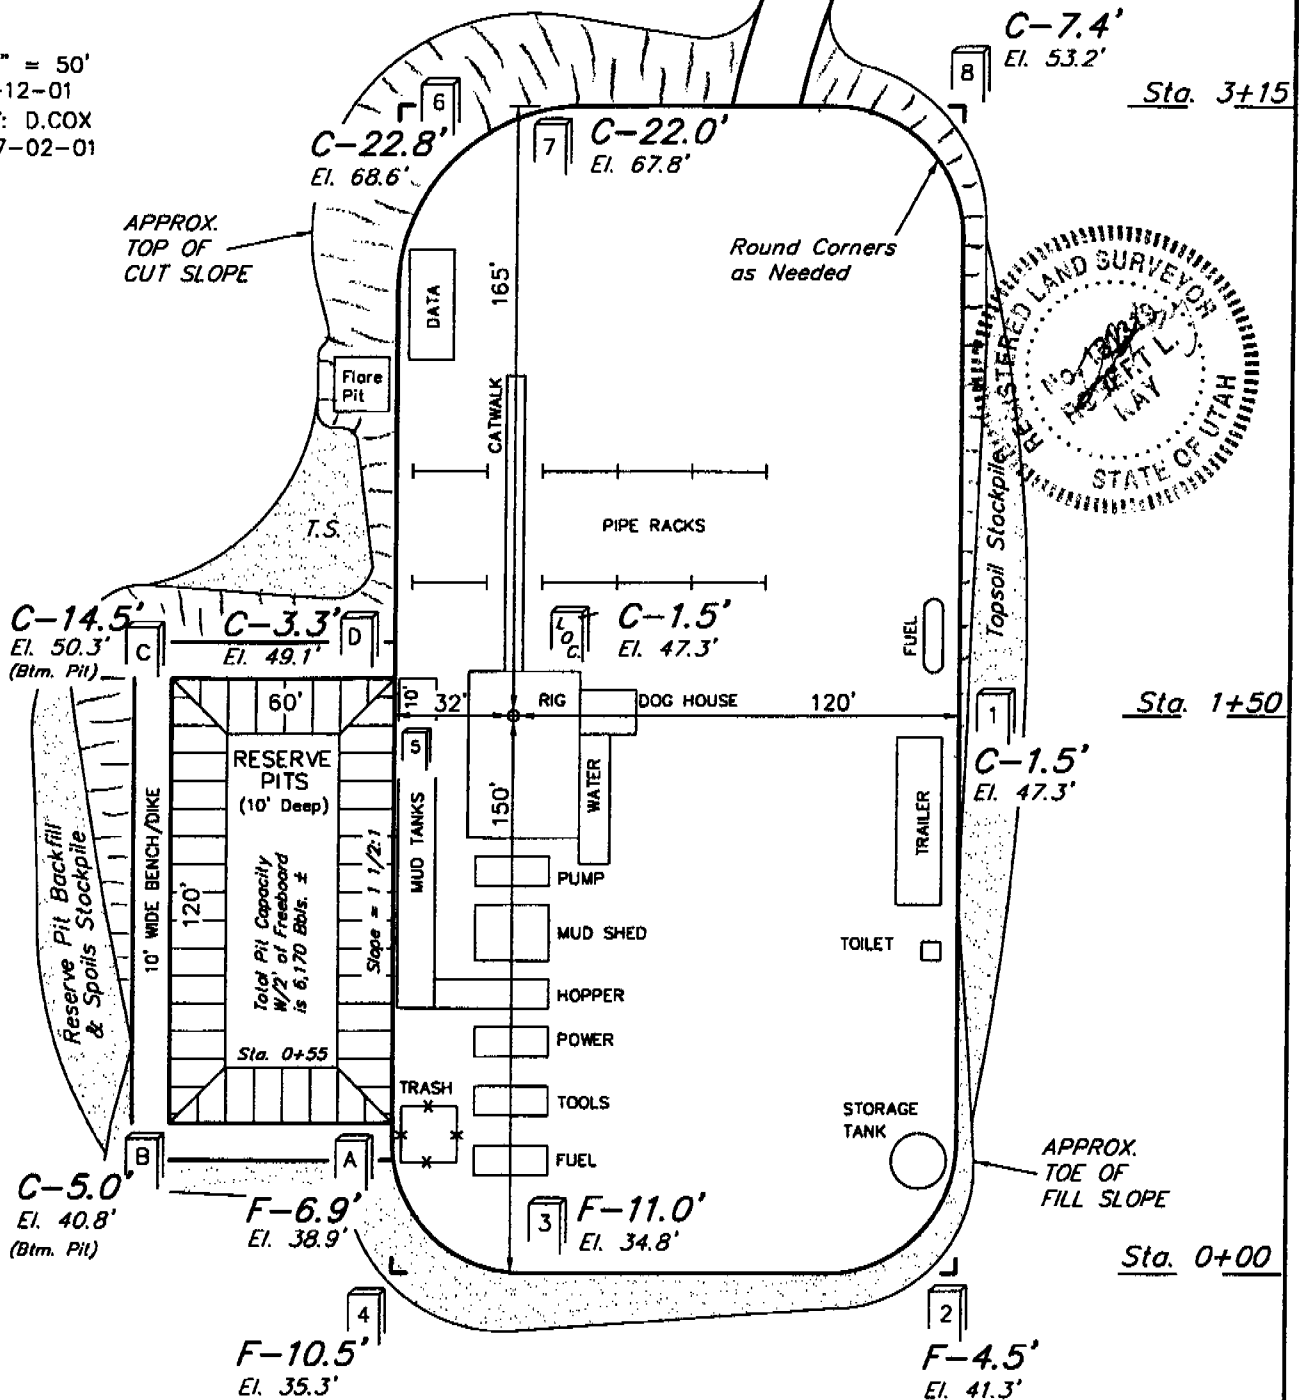 " = 50'
-12-01
: D.COX
7-02-01
C-7.4'
El. 53.2'
8
Sta. 3+15
6
C-22.8'
El. 68.6'
7
C-22.0'
El. 67.8'
APPROX.
TOP OF
CUT SLOPE
Round Corners
as Needed
165'
DATA
Flare
Pit
CATWALK
REGISTERED LAND SURVEYOR
ROBERT L.
KAY
STATE OF UTAH
Topsoil Stockpile
T.S.
PIPE RACKS
C-14.5'
El. 50.3'
(Btm. Pit)
C
C-3.3'
El. 49.1'
D
L
O
C.
C-1.5'
El. 47.3'
FUEL
60'
10'
32'
RIG
DOG HOUSE
120'
1
Sta. 1+50
C-1.5'
El. 47.3'
5
RESERVE
PITS
(10' Deep)
150'
WATER
TRAILER
MUD TANKS
Reserve Pit Backfill
& Spoils Stockpile
10' WIDE BENCH/DIKE
120'
Total Pit Capacity
W/2' of Freeboard
is 6,170 Bbls. ±
Slope = 1 1/2:1
PUMP
MUD SHED
TOILET
HOPPER
POWER
Sta. 0+55
TRASH
TOOLS
STORAGE
TANK
FUEL
APPROX.
TOE OF
FILL SLOPE
B
A
C-5.0'
El. 40.8'
(Btm. Pit)
F-6.9'
El. 38.9'
3
F-11.0'
El. 34.8'
Sta. 0+00
4
F-10.5'
El. 35.3'
2
F-4.5'
El. 41.3'